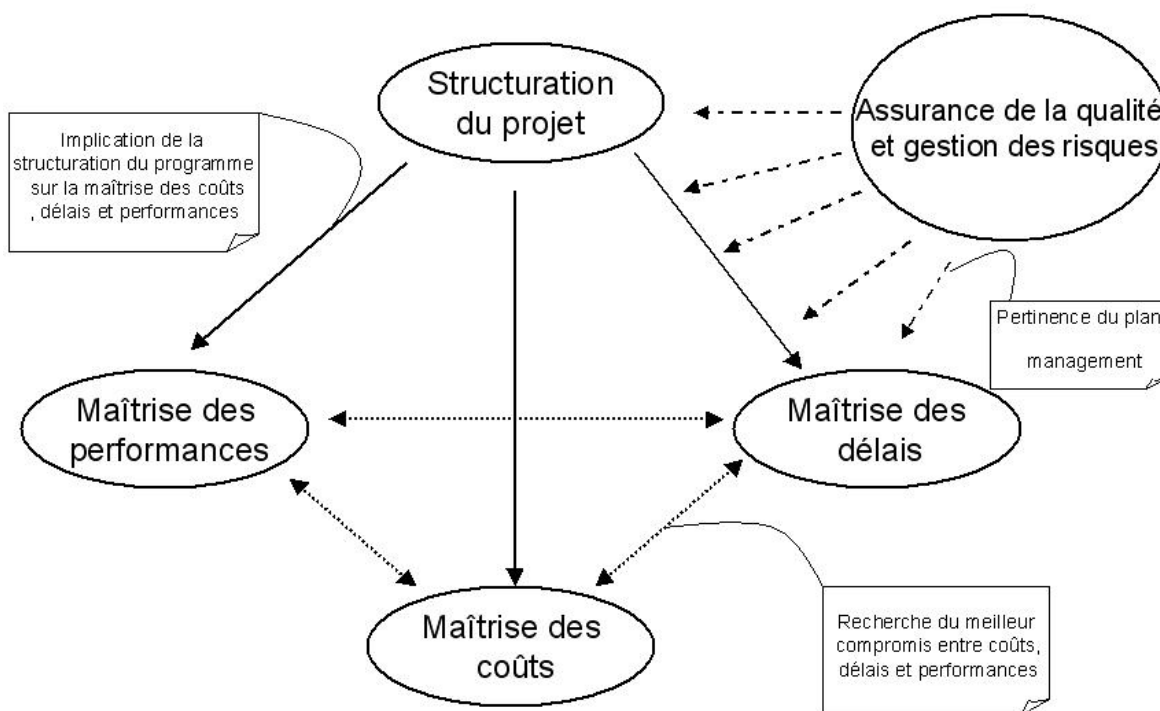 Structuration
du projet
Assurance de la qualité
et gestion des risques
Implication de la
structuration du programme
sur la maîtrise des coûts
, délais et performances
Pertinence du plan
management
Maîtrise des
performances
Maîtrise des
délais
Maîtrise des
coûts
Recherche du meilleur
compromis entre coûts,
délais et performances